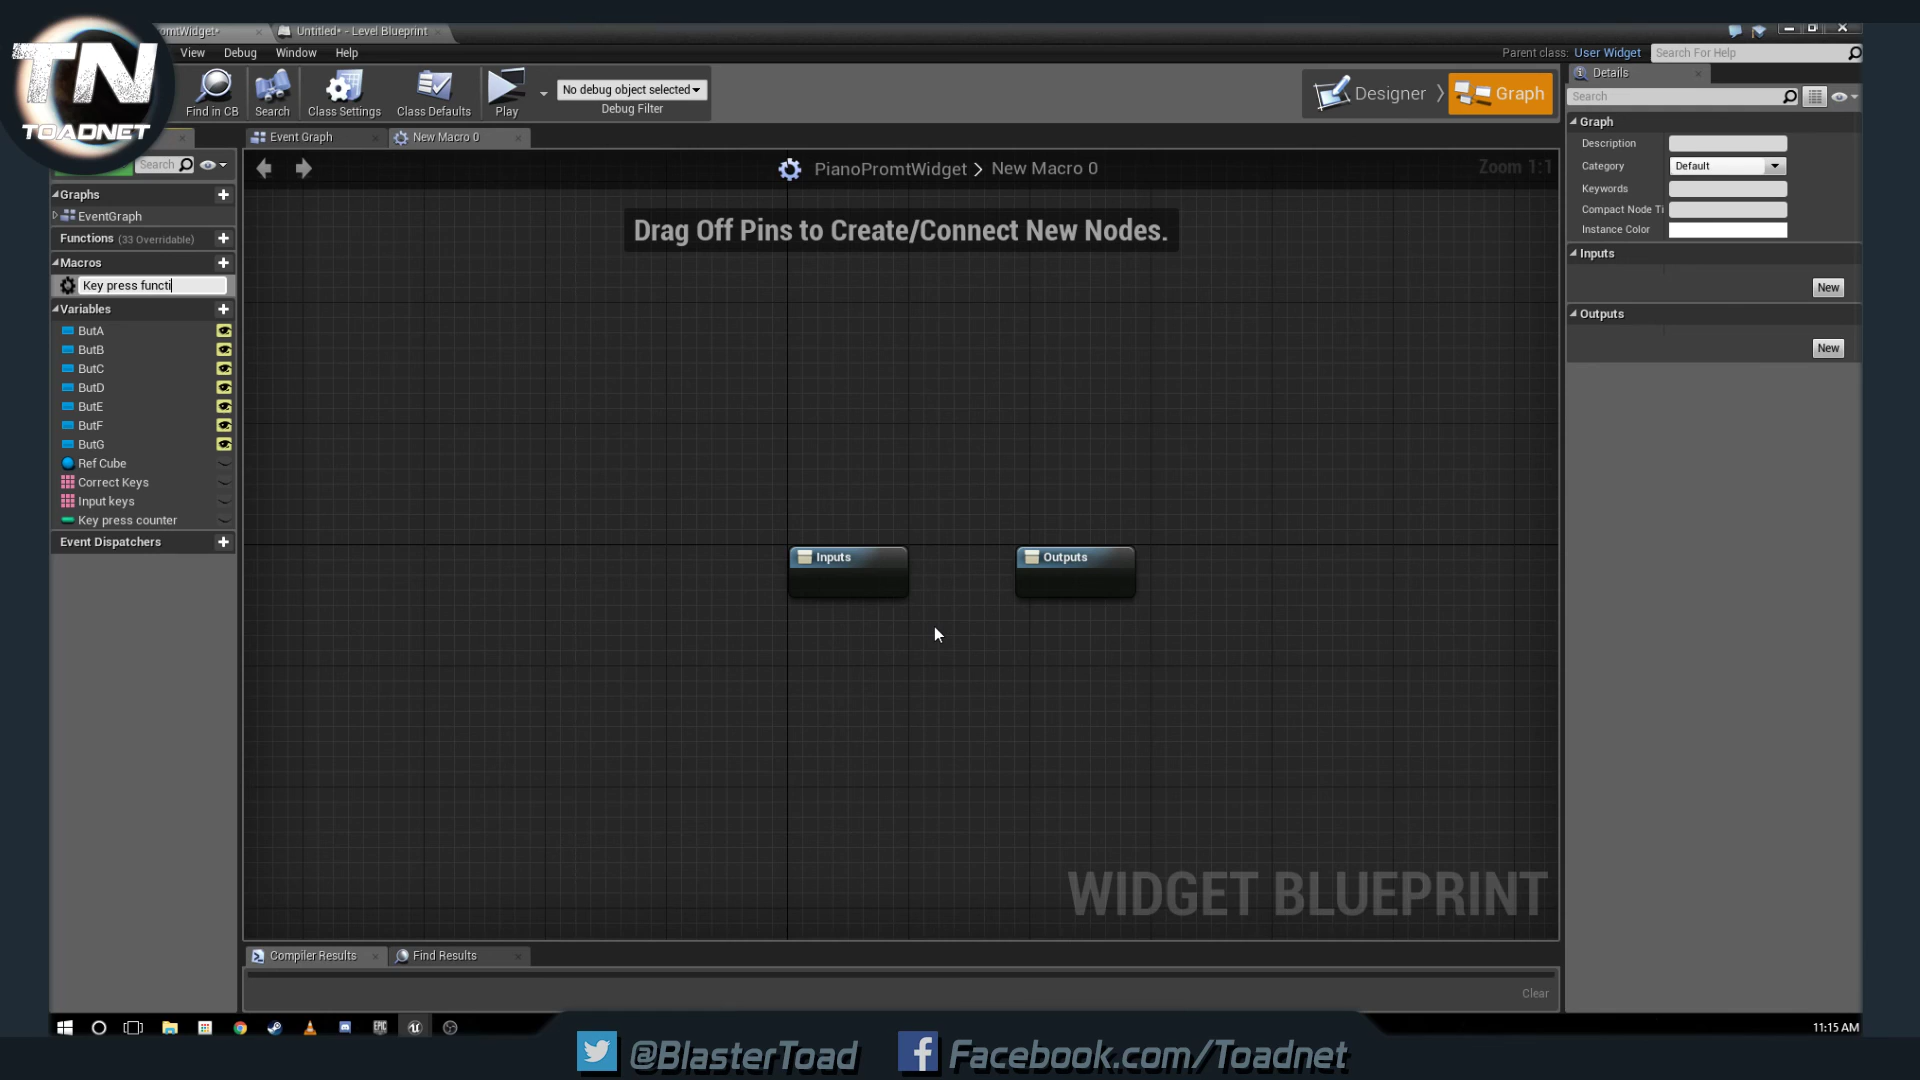 TN
TOADNET
omtWidget*
Untitled* - Level Blueprint
View
Debug
Window
Help
Parent class: User Widget
Search For Help
Find in CB
Search
Class Settings
Class Defaults
Play
No debug object selected
Debug Filter
Designer
Graph
Details
Search
Event Graph
New Macro 0
Search
PianoPromtWidget > New Macro 0
Zoom 1:1
Drag Off Pins to Create/Connect New Nodes.
Graphs
EventGraph
Functions (33 Overridable)
Macros
Key press functi
Variables
ButA
ButB
ButC
ButD
ButE
ButF
ButG
Ref Cube
Correct Keys
Input keys
Key press counter
Event Dispatchers
Inputs
Outputs
Graph
Description
Category
Default
Keywords
Compact Node Ti
Instance Color
Inputs
New
Outputs
New
WIDGET BLUEPRINT
Compiler Results
Find Results
Clear
EPIC
11:15 AM
@BlasterToad
Facebook.com/Toadnet